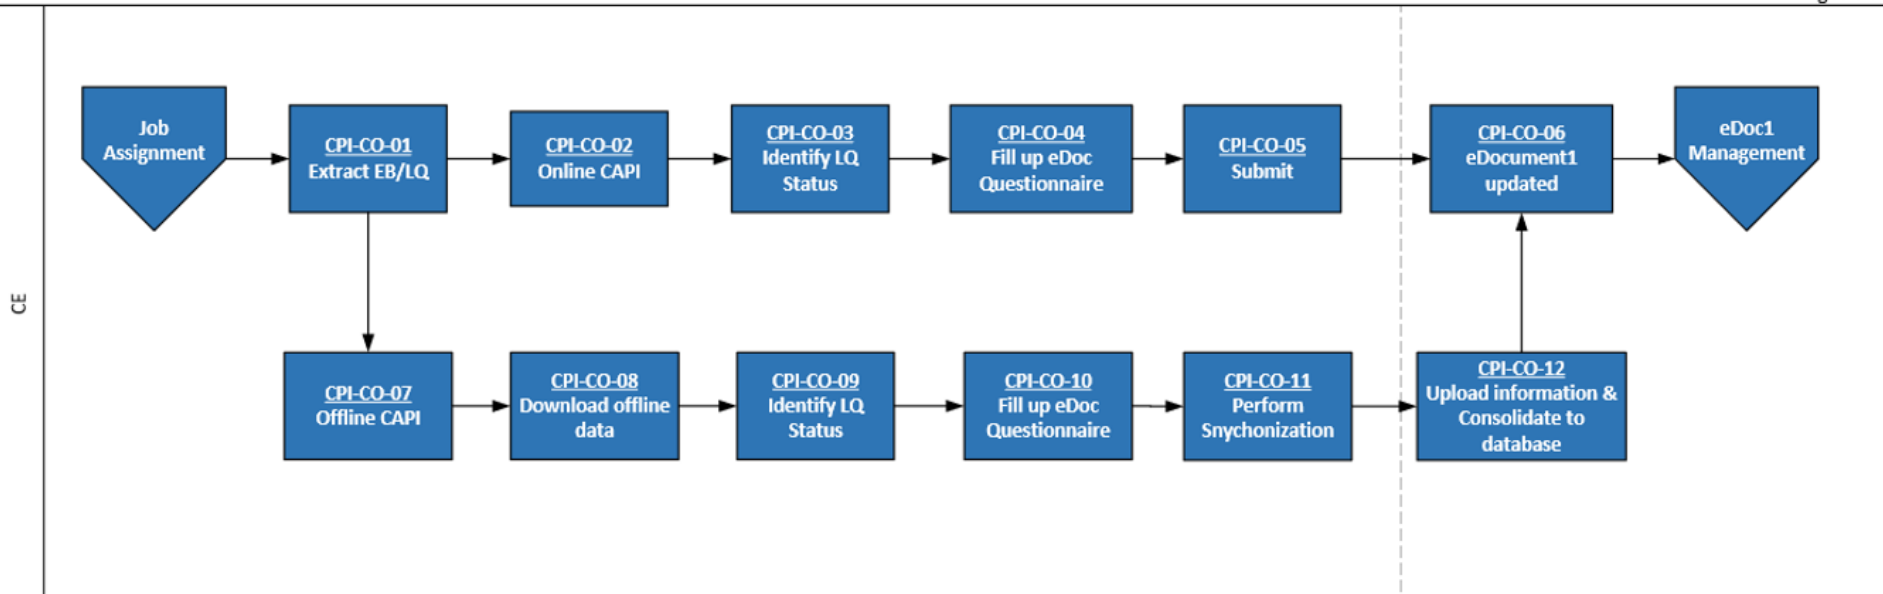 Job
Assignment
CPI-CO-01
Extract EB/LQ
CPI-CO-02
Online CAPI
CPI-CO-03
Identify LQ
Status
CPI-CO-04
Fill up eDoc
Questionnaire
CPI-CO-05
Submit
CPI-CO-06
eDocument1
updated
eDoc1
Management
CE
CPI-CO-07
Offline CAPI
CPI-CO-08
Download offline
data
CPI-CO-09
Identify LQ
Status
CPI-CO-10
Fill up eDoc
Questionnaire
CPI-CO-11
Perform
Snychonization
CPI-CO-12
Upload information &
Consolidate to
database